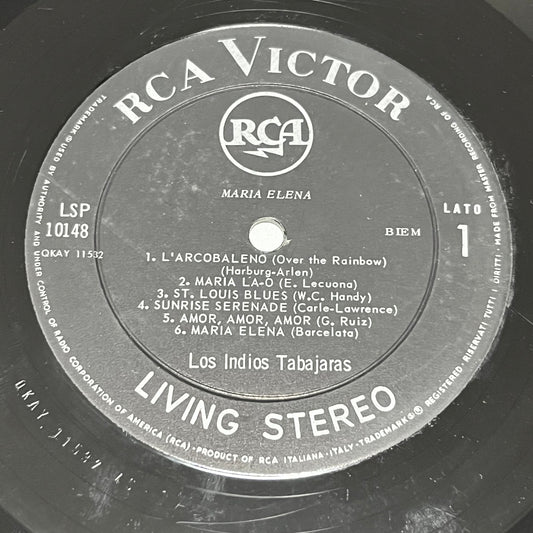 RCA VICTOR
RCA
MARIA ELENA
LSP
10148
QKAY 11532
BIEM
LATO
1
1. L'ARCOBALENO (Over the Rainbow)
(Harburg-Arlen)
2. MARIA LA-O (E. Lecuona)
3. ST. LOUIS BLUES (W.C. Handy)
4. SUNRISE SERENADE (Carle-Lawrence)
5. AMOR, AMOR, AMOR (G. Ruiz)
6. MARIA ELENA (Barcelata)
Los Indios Tabajaras
LIVING STEREO
TRADEMARK ® USED BY AUTHORITY AND UNDER CONTROL OF RADIO CORPORATION OF AMERICA (RCA) • PRODUCT OF RCA ITALIANA • ITALY • TRADEMARK ® REGISTERED • RISERVATI TUTTI I DIRITTI • MADE FROM MASTER RECORDING OF RCA
QKAY.